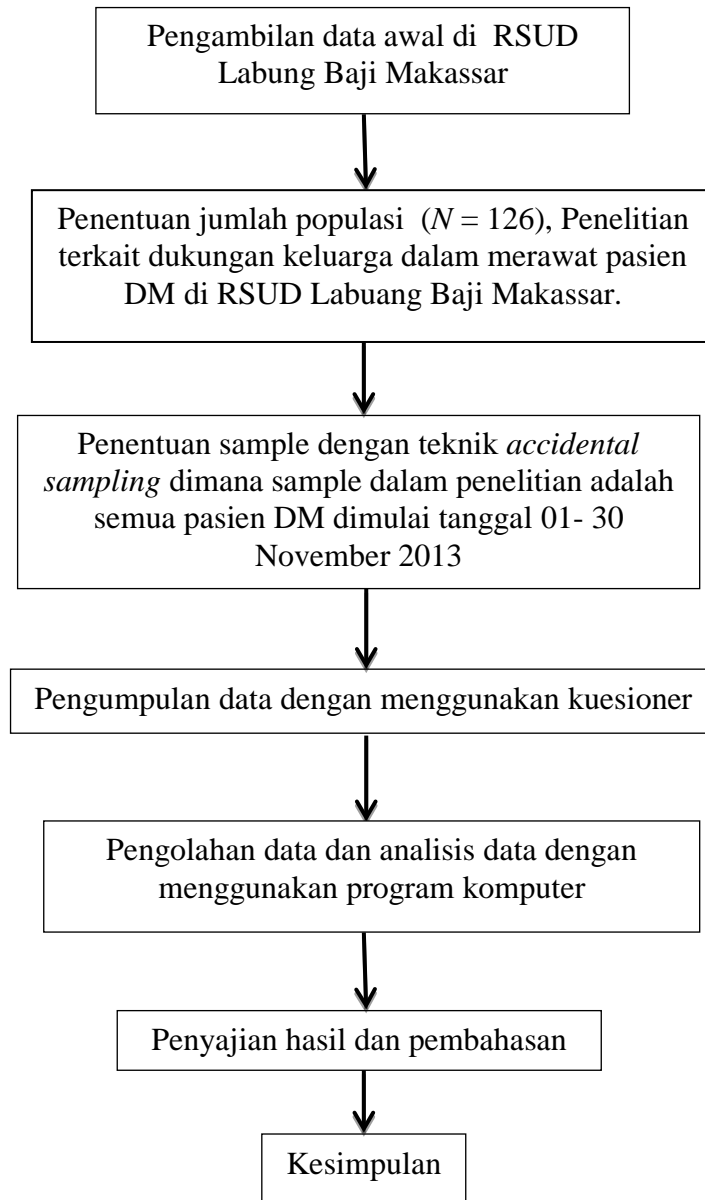 Pengambilan data awal di RSUD
Labung Baji Makassar
Penentuan jumlah populasi (N = 126), Penelitian
terkait dukungan keluarga dalam merawat pasien
DM di RSUD Labuang Baji Makassar.
Penentuan sample dengan teknik accidental
sampling dimana sample dalam penelitian adalah
semua pasien DM dimulai tanggal 01- 30
November 2013
Pengumpulan data dengan menggunakan kuesioner
Pengolahan data dan analisis data dengan
menggunakan program komputer
Penyajian hasil dan pembahasan
Kesimpulan